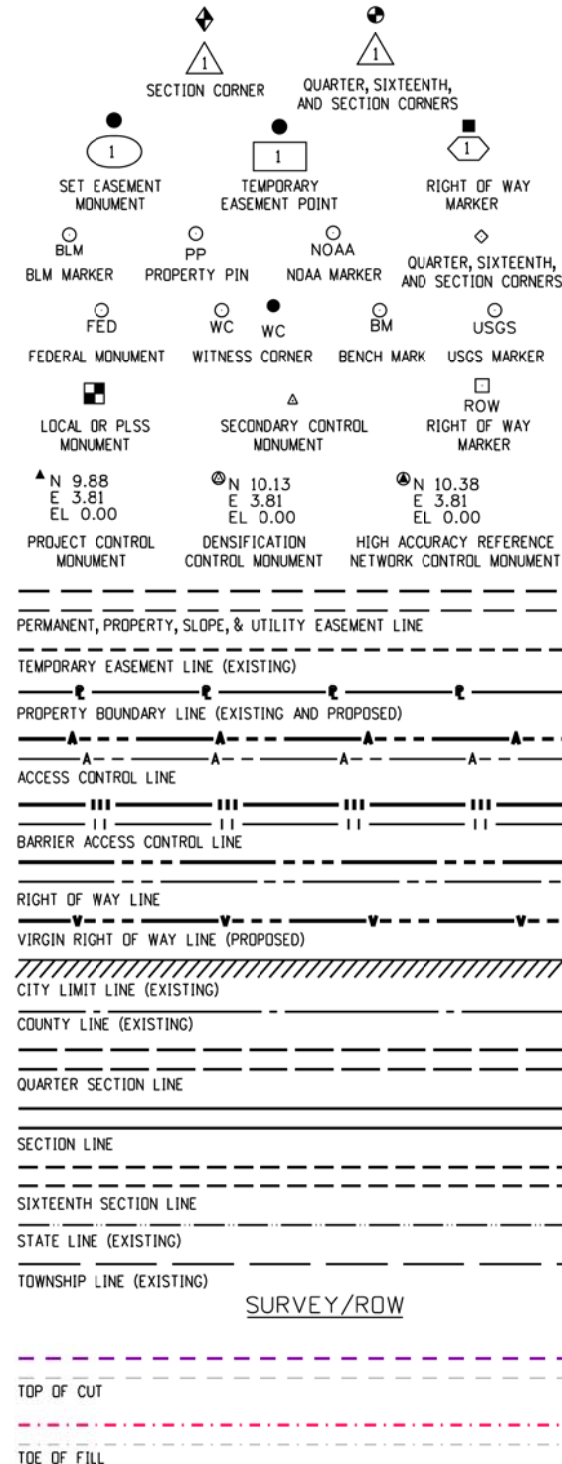 1
1
SECTION CORNER
QUARTER, SIXTEENTH,
AND SECTION CORNERS
1
1
1
SET EASEMENT
MONUMENT
TEMPORARY
EASEMENT POINT
RIGHT OF WAY
MARKER
BLM
BLM MARKER
PP
PROPERTY PIN
NOAA
NOAA MARKER
QUARTER, SIXTEENTH,
AND SECTION CORNERS
FED
FEDERAL MONUMENT
WC
WC
WITNESS CORNER
BM
BENCH MARK
USGS
USGS MARKER
LOCAL OR PLSS
MONUMENT
SECONDARY CONTROL
MONUMENT
ROW
RIGHT OF WAY
MARKER
N 9.88
E 3.81
EL 0.00
PROJECT CONTROL
MONUMENT
N 10.13
E 3.81
EL 0.00
DENSIFICATION
CONTROL MONUMENT
N 10.38
E 3.81
EL 0.00
HIGH ACCURACY REFERENCE
NETWORK CONTROL MONUMENT
PERMANENT, PROPERTY, SLOPE, & UTILITY EASEMENT LINE
TEMPORARY EASEMENT LINE (EXISTING)
PROPERTY BOUNDARY LINE (EXISTING AND PROPOSED)
A A A A
A A A A
ACCESS CONTROL LINE
BARRIER ACCESS CONTROL LINE
RIGHT OF WAY LINE
V V V V
VIRGIN RIGHT OF WAY LINE (PROPOSED)
CITY LIMIT LINE (EXISTING)
COUNTY LINE (EXISTING)
QUARTER SECTION LINE
SECTION LINE
SIXTEENTH SECTION LINE
STATE LINE (EXISTING)
TOWNSHIP LINE (EXISTING)
SURVEY/ROW
TOP OF CUT
TOE OF FILL